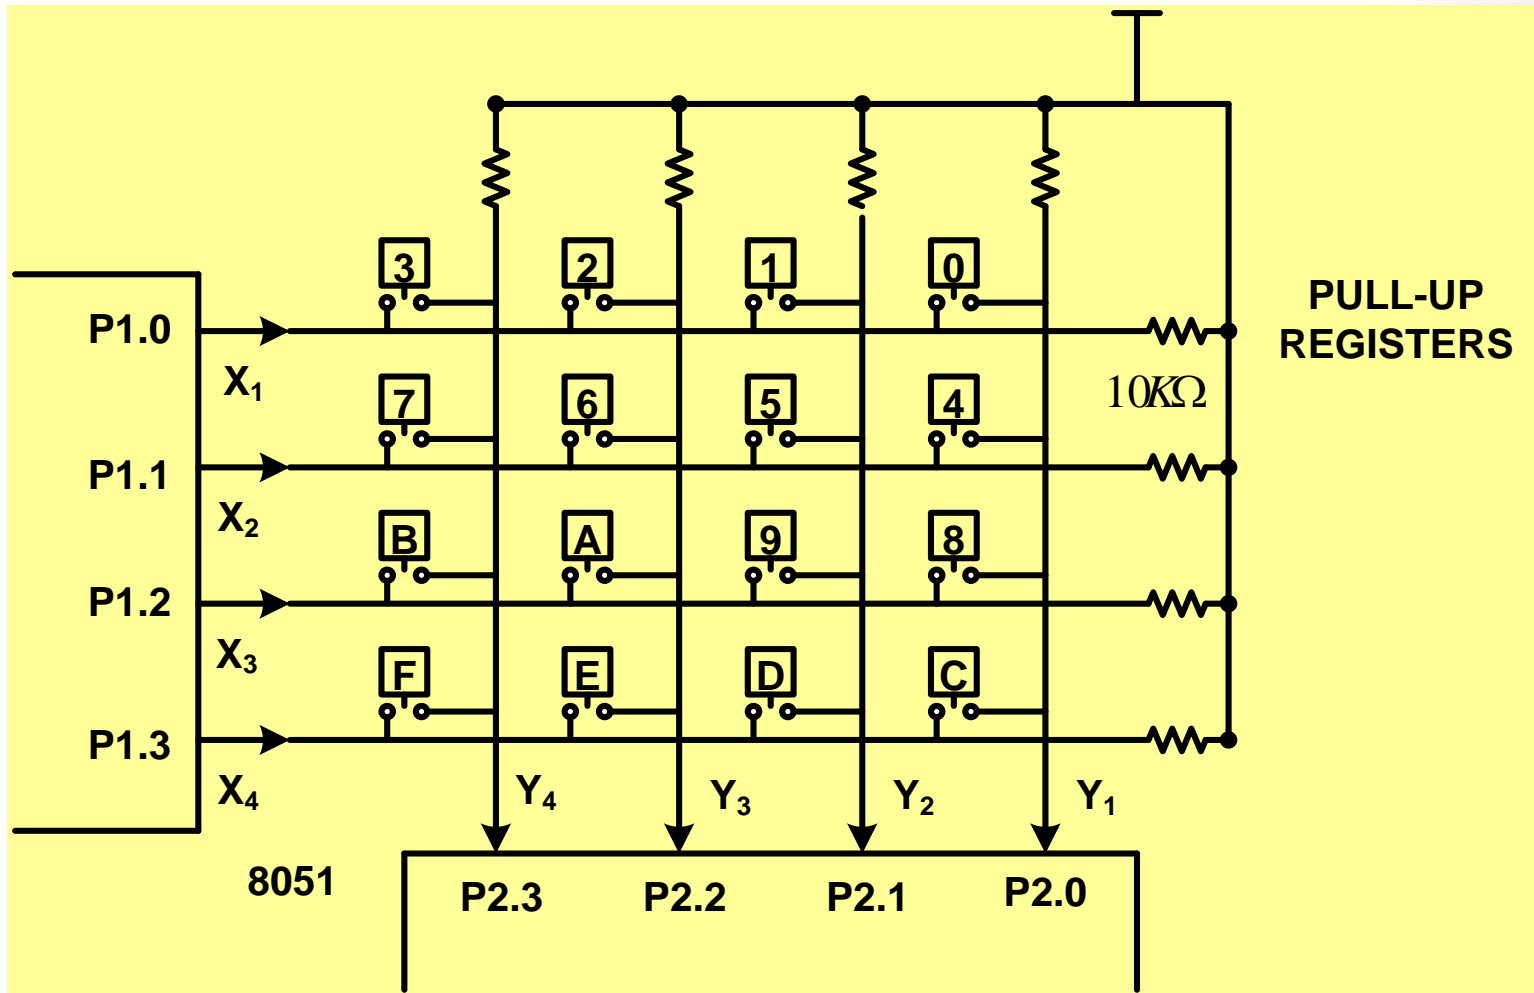 3 2 1 0
P1.0
PULL-UP
REGISTERS
X1
10KΩ
7 6 5 4
P1.1
X2
B A 9 8
P1.2
X3
F E D C
P1.3
X4
Y4 Y3 Y2 Y1
8051
P2.3 P2.2 P2.1 P2.0